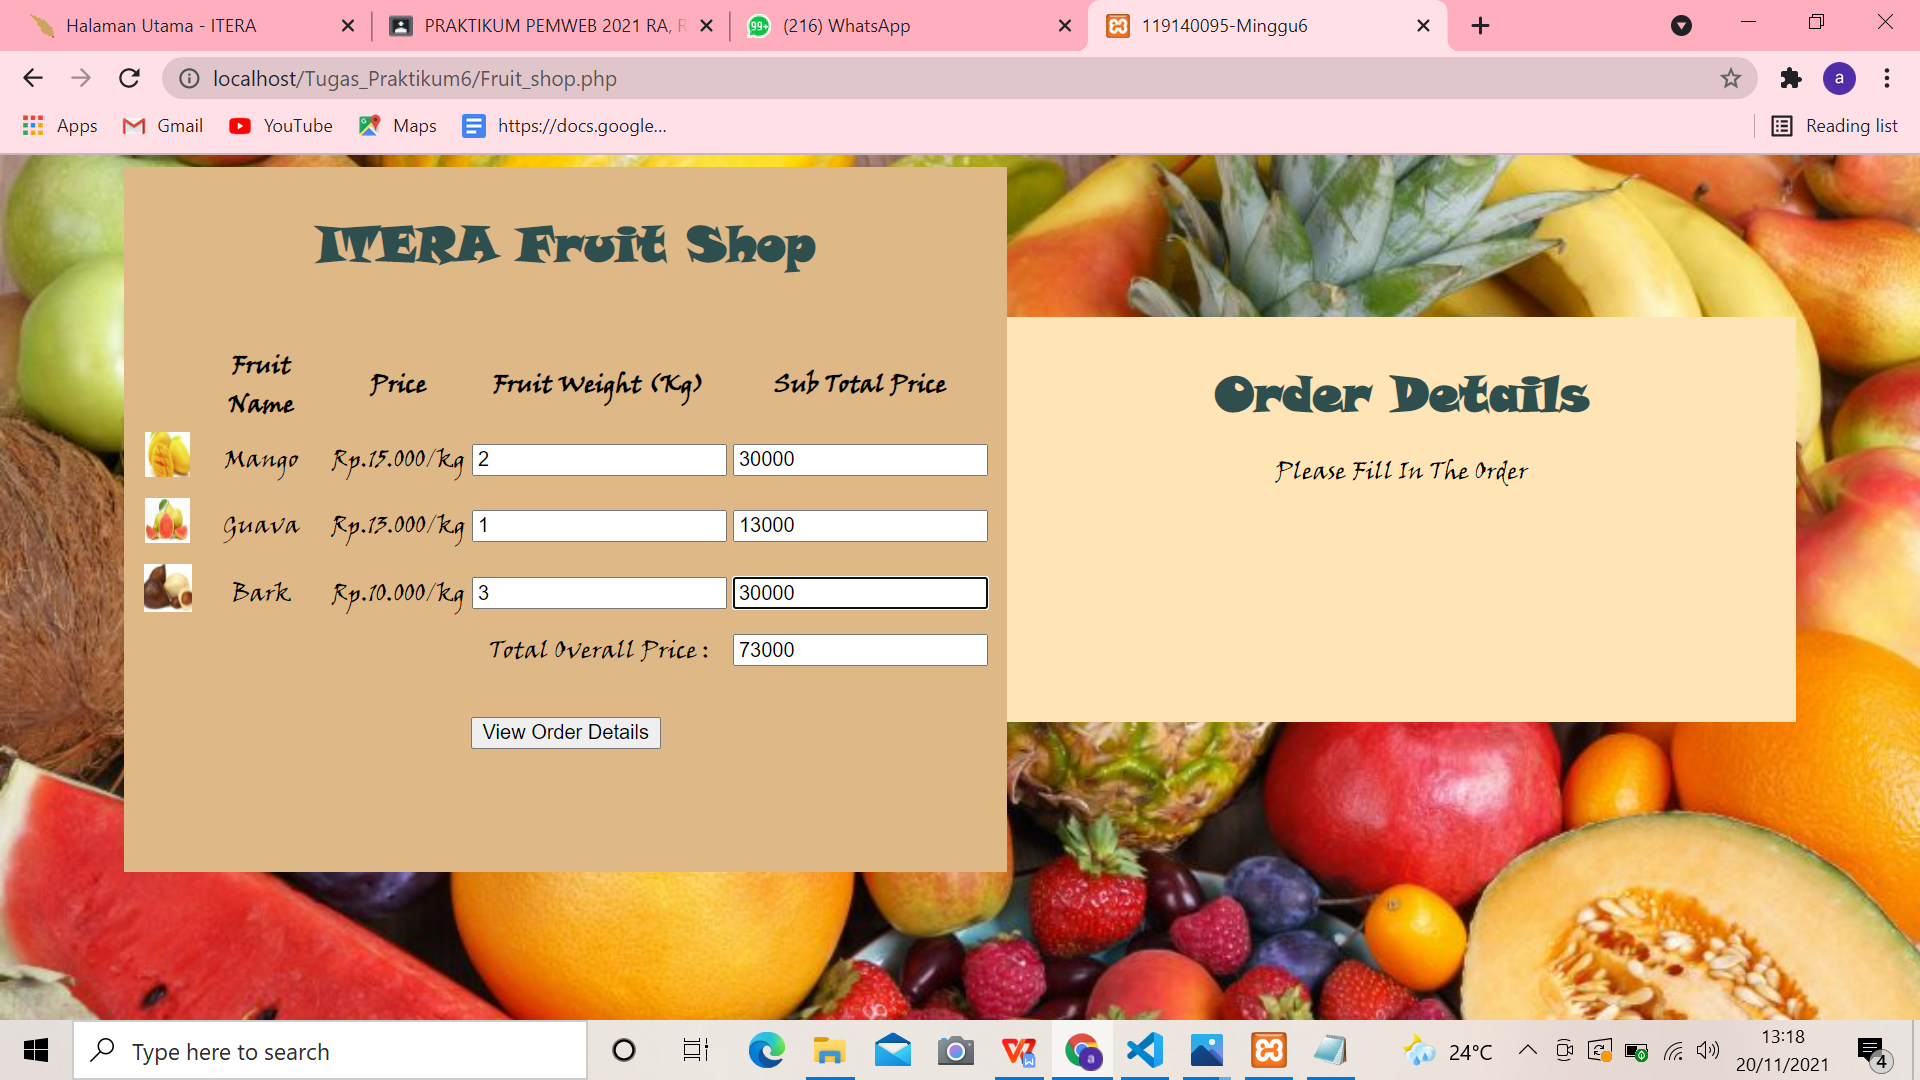 Halaman Utama - ITERA
PRAKTIKUM PEMWEB 2021 RA, R
99+
(216) WhatsApp
119140095-Minggu6
localhost/Tugas_Praktikum6/Fruit_shop.php
a
Apps
Gmail
YouTube
Maps
https://docs.google...
Reading list
ITERA Fruit Shop
Fruit Name
Price
Fruit Weight (Kg)
Sub Total Price
Mango Rp.15.000/kg 2 30000
Guava Rp.13.000/kg 1 13000
Bark Rp.10.000/kg 3 30000
Total Overall Price : 73000
View Order Details
Order Details
Please Fill In The Order
Type here to search
a
24°C
13:18
20/11/2021
4